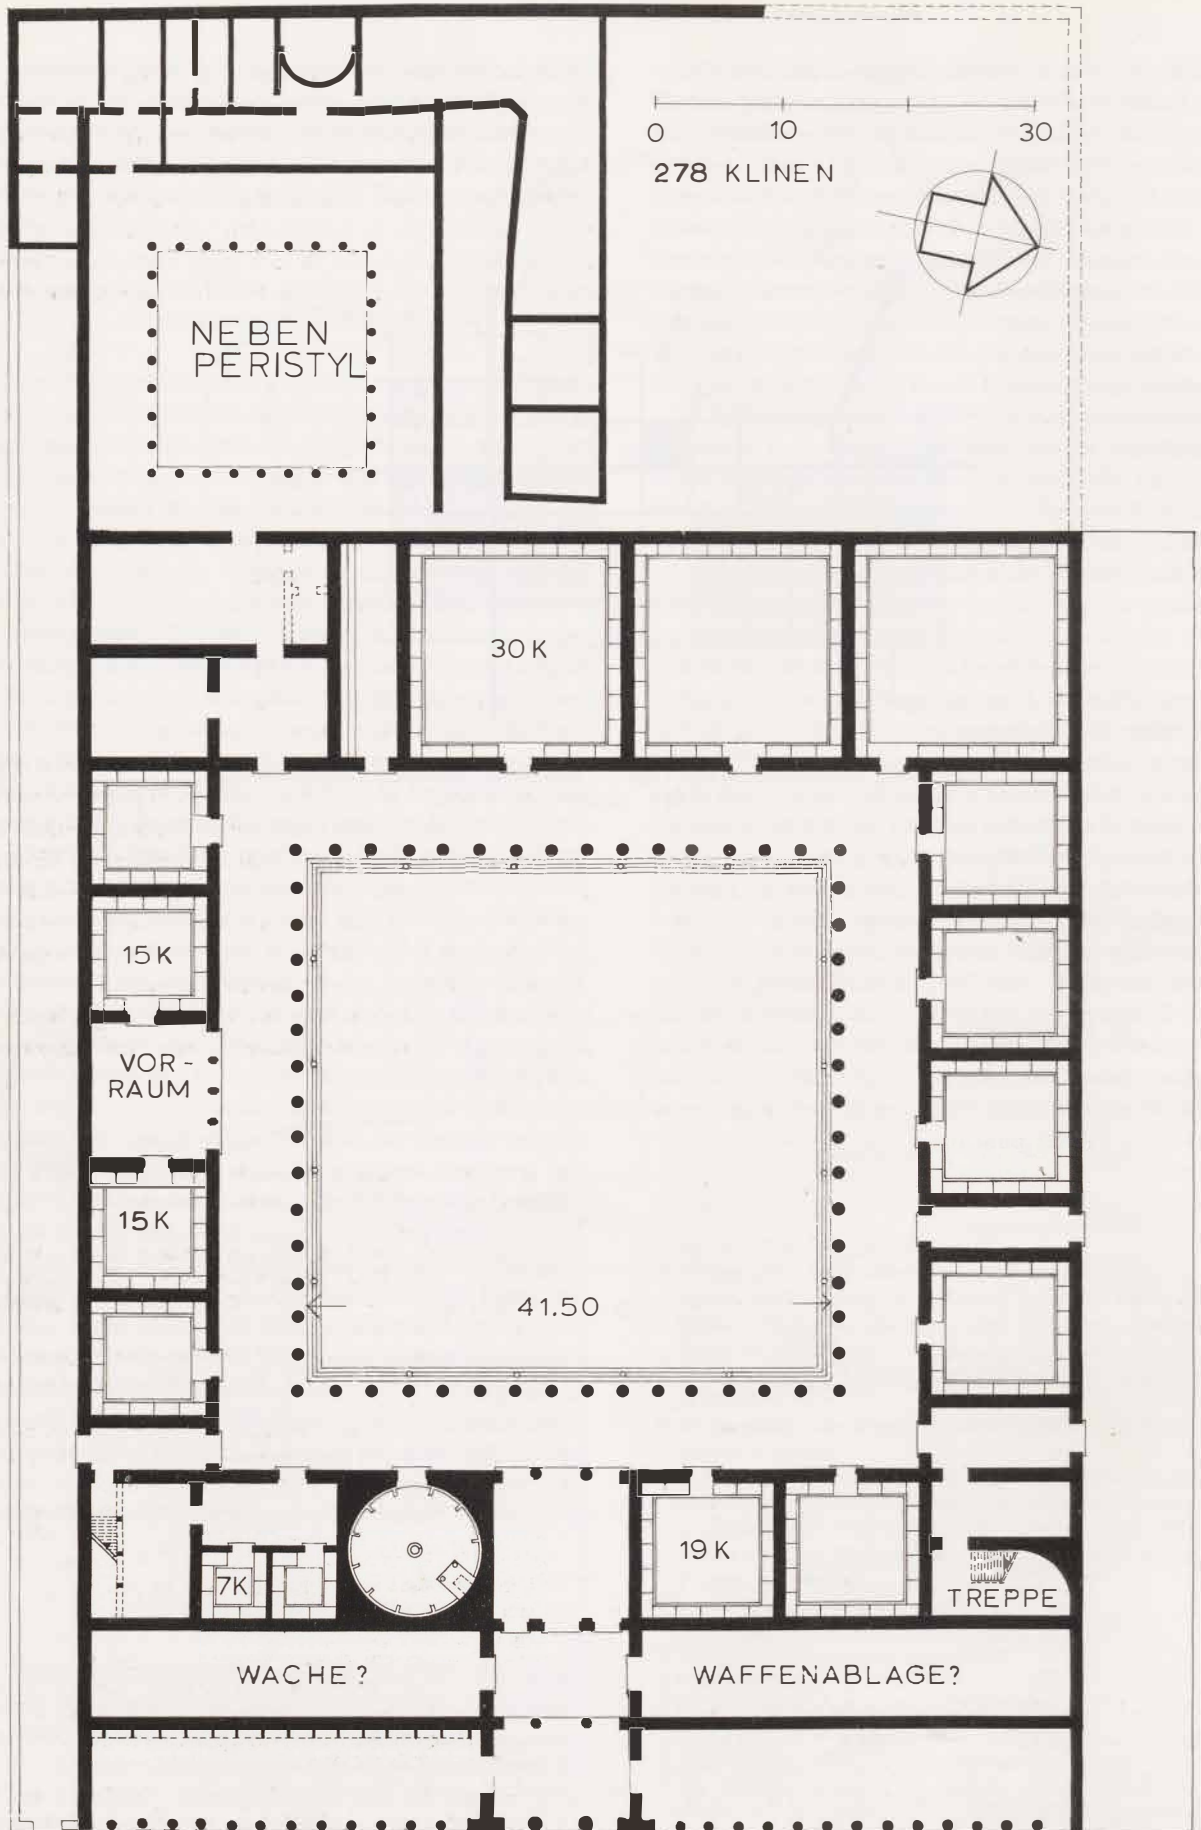 0 10 30
278 KLINEN
NEBEN
PERISTYL
30 K
15 K
VOR-
RAUM
15 K
41.50
19 K
7K
TREPPE
WACHE?
WAFFENABLAGE?